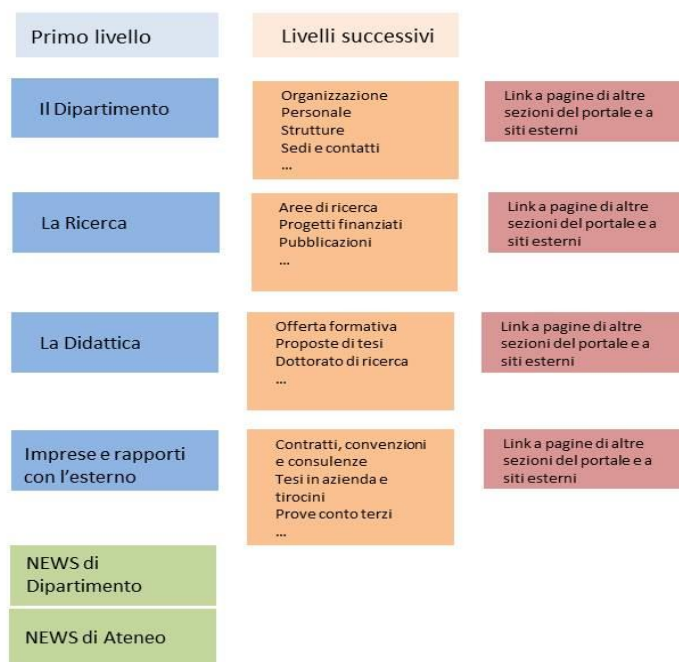 Primo livello
Livelli successivi
Il Dipartimento
Organizzazione
Personale
Strutture
Sedi e contatti
...
Link a pagine di altre
sezioni del portale e a
siti esterni
La Ricerca
Aree di ricerca
Progetti finanziati
Pubblicazioni
...
Link a pagine di altre
sezioni del portale e a
siti esterni
La Didattica
Offerta formativa
Proposte di tesi
Dottorato di ricerca
...
Link a pagine di altre
sezioni del portale e a
siti esterni
Imprese e rapporti
con l'esterno
Contratti, convenzioni
e consulenze
Tesi in azienda e
tirocini
Prove conto terzi
...
Link a pagine di altre
sezioni del portale e a
siti esterni
NEWS di
Dipartimento
NEWS di Ateneo